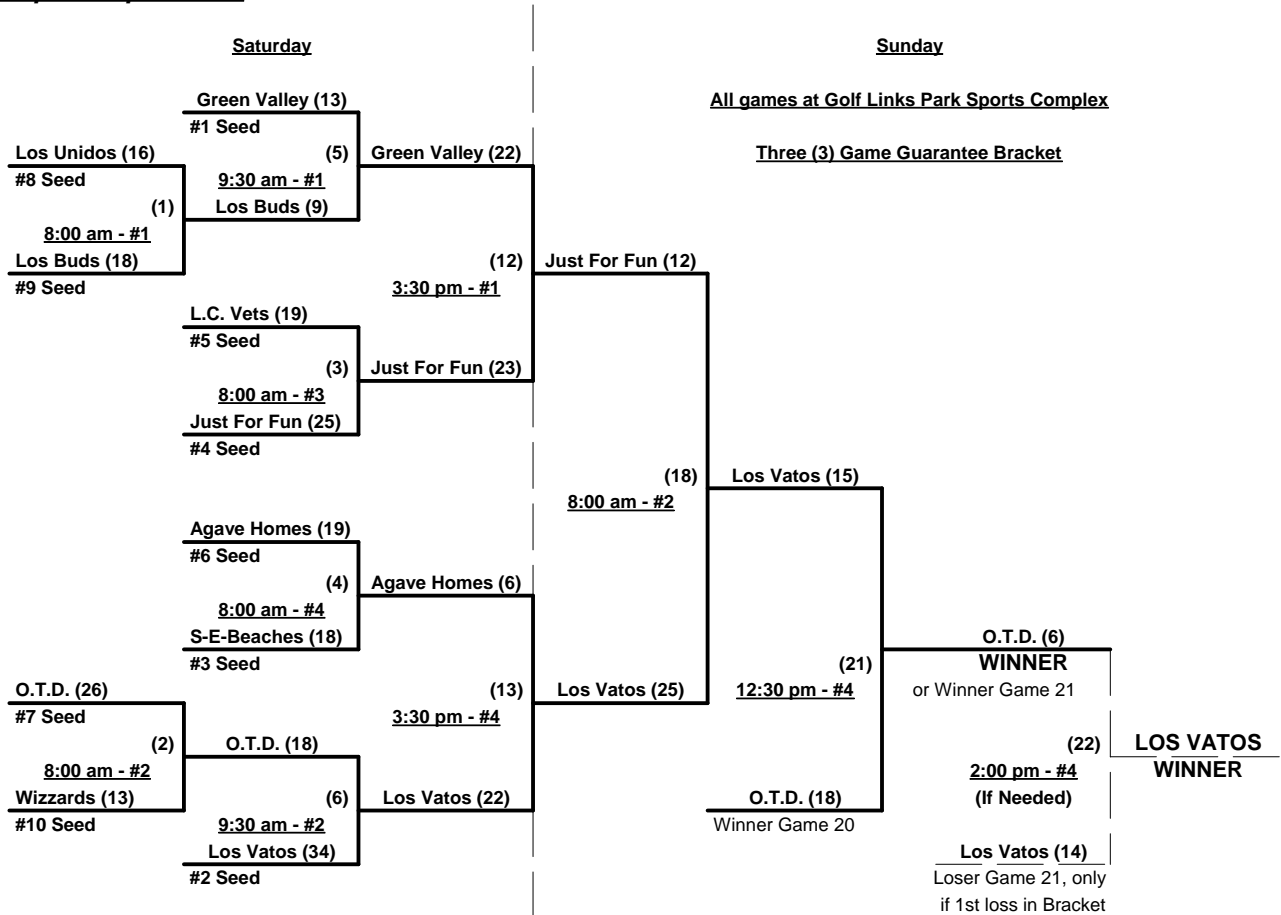 Saturday
Sunday
Green Valley (13)
All games at Golf Links Park Sports Complex
#1 Seed
Los Unidos (16)
(5)
Green Valley (22)
Three (3) Game Guarantee Bracket
#8 Seed
9:30 am - #1
(1)
Los Buds (9)
8:00 am - #1
Los Buds (18)
(12)
Just For Fun (12)
#9 Seed
3:30 pm - #1
L.C. Vets (19)
#5 Seed
(3)
Just For Fun (23)
8:00 am - #3
Just For Fun (25)
#4 Seed
(18)
Los Vatos (15)
8:00 am - #2
Agave Homes (19)
#6 Seed
(4)
Agave Homes (6)
8:00 am - #4
S-E-Beaches (18)
O.T.D. (6)
#3 Seed
WINNER
(21)
O.T.D. (26)
(13)
Los Vatos (25)
12:30 pm - #4
or Winner Game 21
#7 Seed
3:30 pm - #4
(2)
O.T.D. (18)
(22)
LOS VATOS
8:00 am - #2
2:00 pm - #4
WINNER
Wizzards (13)
(6)
Los Vatos (22)
O.T.D. (18)
(If Needed)
#10 Seed
9:30 am - #2
Winner Game 20
Los Vatos (34)
Los Vatos (14)
#2 Seed
Loser Game 21, only
if 1st loss in Bracket